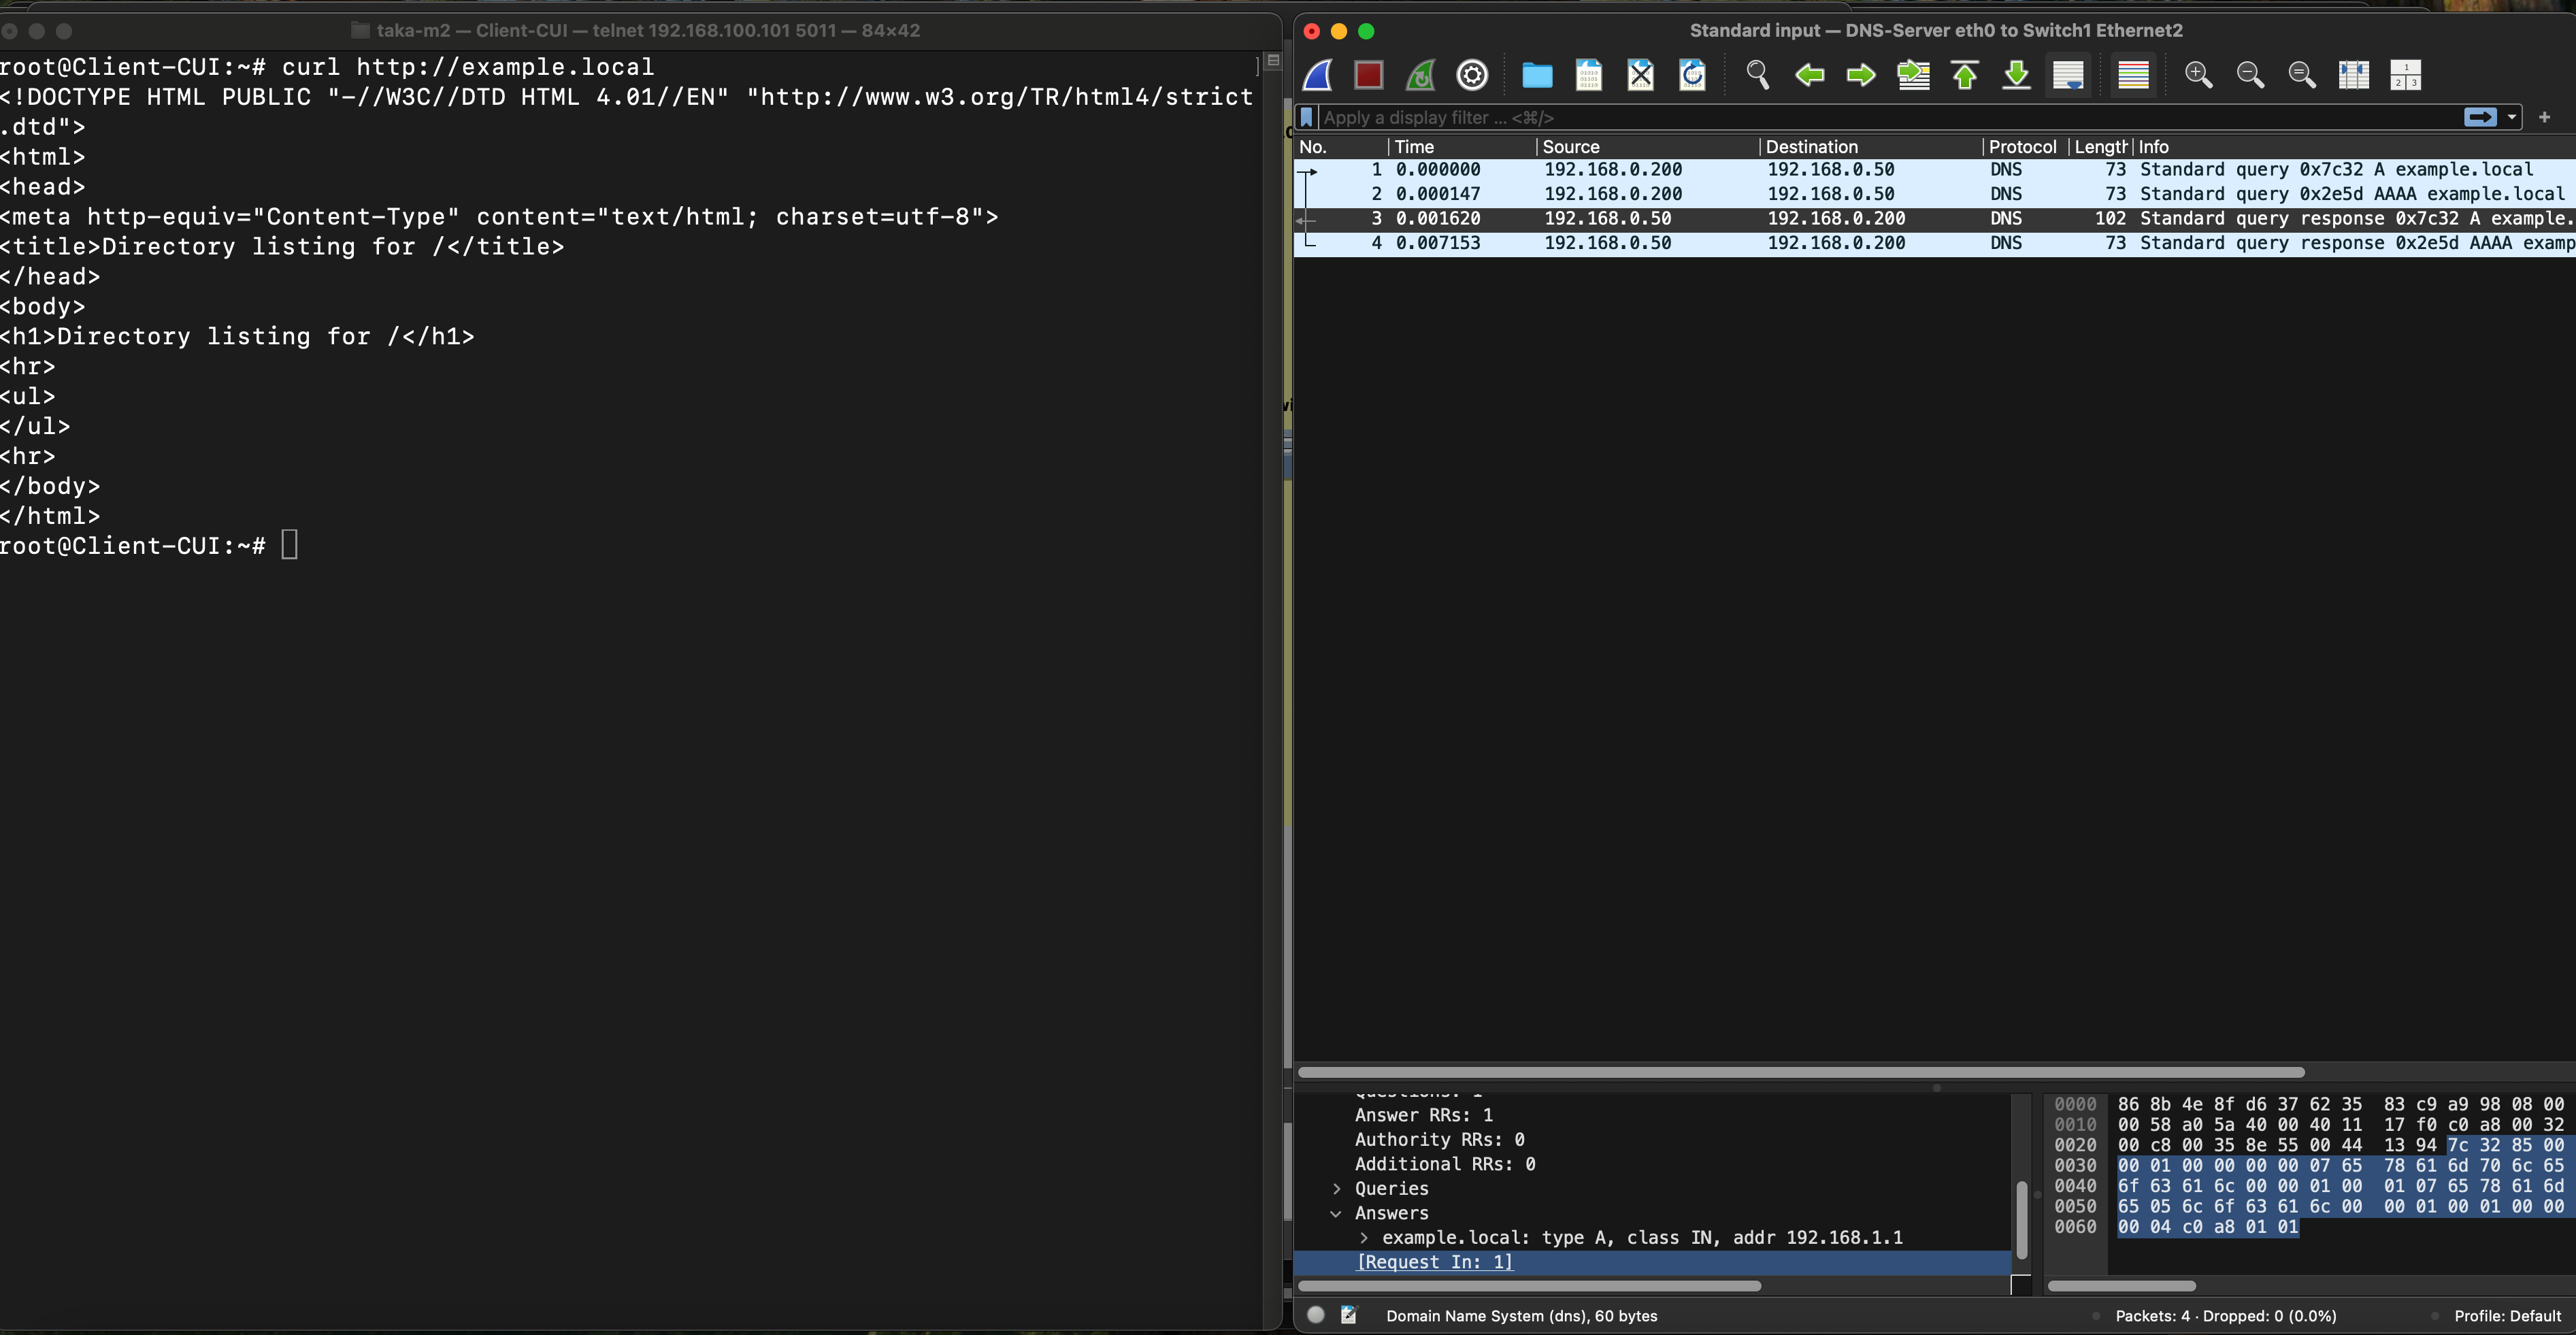 taka-m2 — Client-CUI — telnet 192.168.100.101 5011 — 84×42
root@Client-CUI:~# curl http://example.local
<!DOCTYPE HTML PUBLIC "-//W3C//DTD HTML 4.01//EN" "http://www.w3.org/TR/html4/strict
.dtd">
<html>
<head>
<meta http-equiv="Content-Type" content="text/html; charset=utf-8">
<title>Directory listing for /</title>
</head>
<body>
<h1>Directory listing for /</h1>
<hr>
<ul>
</ul>
<hr>
</body>
</html>
root@Client-CUI:~#
Standard input — DNS-Server eth0 to Switch1 Ethernet2
Apply a display filter ... <⌘/>
No. Time Source Destination Protocol Length Info
1 0.000000 192.168.0.200 192.168.0.50 DNS 73 Standard query 0x7c32 A example.local
2 0.000147 192.168.0.200 192.168.0.50 DNS 73 Standard query 0x2e5d AAAA example.local
3 0.001620 192.168.0.50 192.168.0.200 DNS 102 Standard query response 0x7c32 A example.
4 0.007153 192.168.0.50 192.168.0.200 DNS 73 Standard query response 0x2e5d AAAA examp
Questions: 1
Answer RRs: 1
Authority RRs: 0
Additional RRs: 0
Queries
Answers
example.local: type A, class IN, addr 192.168.1.1
[Request In: 1]
0000 86 8b 4e 8f d6 37 62 35 83 c9 a9 98 08 00
0010 00 58 a0 5a 40 00 40 11 17 f0 c0 a8 00 32
0020 00 c8 00 35 8e 55 00 44 13 94 7c 32 85 00
0030 00 01 00 00 00 00 07 65 78 61 6d 70 6c 65
0040 6f 63 61 6c 00 00 01 00 01 07 65 78 61 6d
0050 65 05 6c 6f 63 61 6c 00 00 01 00 01 00 00
0060 00 04 c0 a8 01 01
Domain Name System (dns), 60 bytes
Packets: 4 · Dropped: 0 (0.0%)
Profile: Default